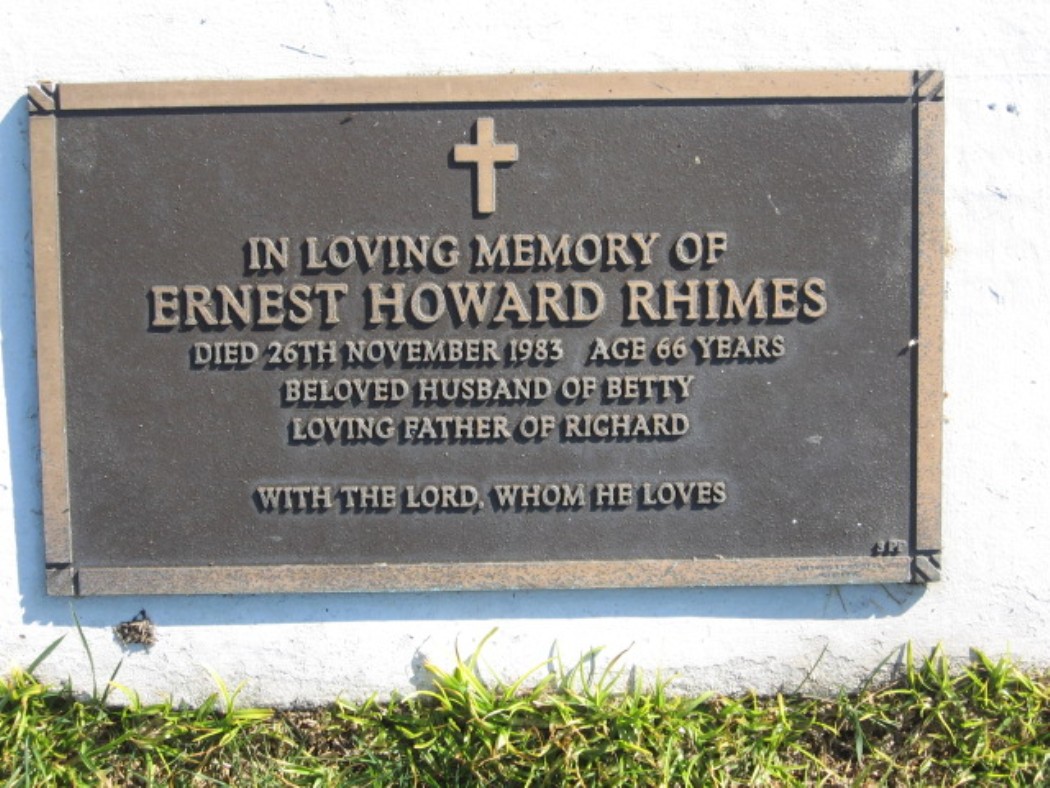 IN LOVING MEMORY OF
ERNEST HOWARD RHIMES
DIED 26TH NOVEMBER 1983 AGE 66 YEARS
BELOVED HUSBAND OF BETTY
LOVING FATHER OF RICHARD
WITH THE LORD, WHOM HE LOVES